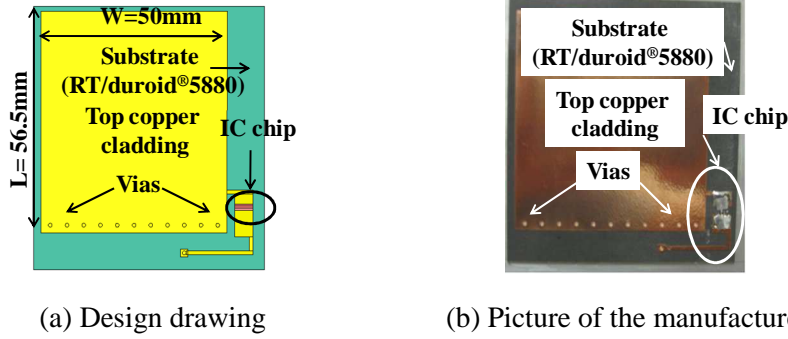 W=50mm
L= 56.5mm
Substrate
(RT/duroid®5880)
Top copper
cladding
IC chip
Vias
(a) Design drawing
Substrate
(RT/duroid®5880)
Top copper
cladding
IC chip
Vias
(b) Picture of the manufacture